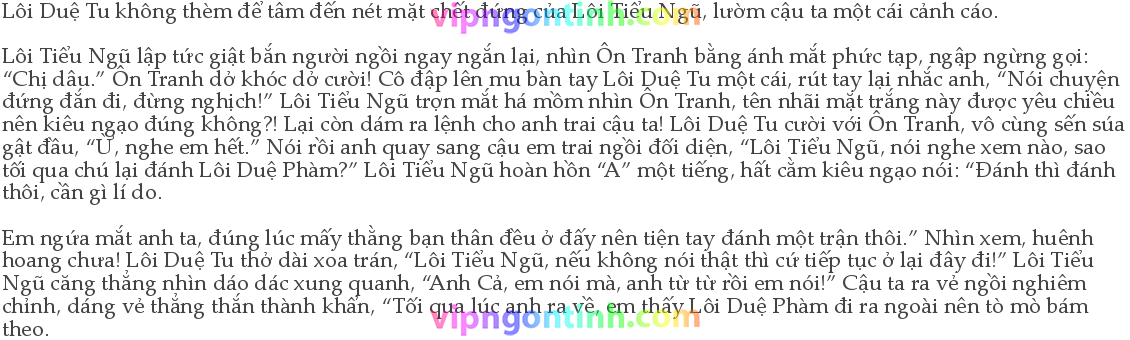 Lôi Duệ Tu không thèm để tâm đến nét mặt chết đứng của Lôi Tiểu Ngũ, lườm cậu ta một cái cảnh cáo.
vipngontinh.com
Lôi Tiểu Ngũ lập tức giật bắn người ngồi ngay ngắn lại, nhìn Ôn Tranh bằng ánh mắt phức tạp, ngập ngừng gọi:
“Chị dâu.” Ôn Tranh dở khóc dở cười! Cô đập lên mu bàn tay Lôi Duệ Tu một cái, rút tay lại nhắc anh, “Nói chuyện
đứng đắn đi, đừng nghịch!” Lôi Tiểu Ngũ trợn mắt há mồm nhìn Ôn Tranh, tên nhãi mặt trắng này được yêu chiều
nên kiêu ngạo đúng không?! Lại còn dám ra lệnh cho anh trai cậu ta! Lôi Duệ Tu cười với Ôn Tranh, vô cùng sến súa
gật đầu, “Ừ, nghe em hết.” Nói rồi anh quay sang cậu em trai ngồi đối diện, “Lôi Tiểu Ngũ, nói nghe xem nào, sao
tối qua chú lại đánh Lôi Duệ Phàm?” Lôi Tiểu Ngũ hoàn hồn “A” một tiếng, hất cằm kiêu ngạo nói: “Đánh thì đánh
thôi, cần gì lí do.
Em ngứa mắt anh ta, đúng lúc mấy thằng bạn thân đều ở đấy nên tiện tay đánh một trận thôi.” Nhìn xem, huênh
hoang chưa! Lôi Duệ Tu thở dài xoa trán, “Lôi Tiểu Ngũ, nếu không nói thật thì cứ tiếp tục ở lại đây đi!” Lôi Tiểu
Ngũ căng thẳng nhìn dáo dác xung quanh, “Anh Cả, em nói mà, anh từ từ rồi em nói!” Cậu ta ra vẻ ngồi nghiêm
chỉnh, dáng vẻ thẳng thắn thành khẩn, “Tối qua lúc anh ra về, em thấy Lôi Duệ Phàm đi ra ngoài nên tò mò bám
vipngontinh.com
theo.